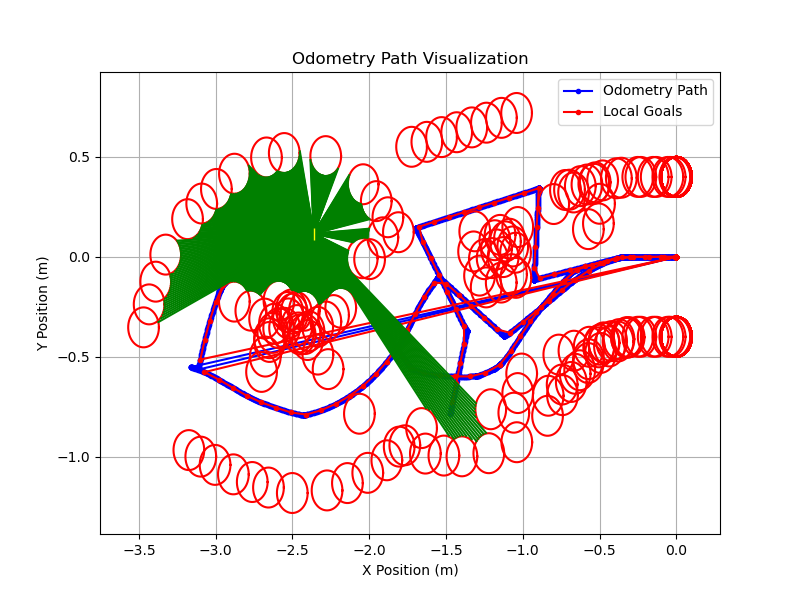 Odometry Path Visualization
Odometry Path
Local Goals
Y Position (m)
0.5
0.0
−0.5
−1.0
−3.5 −3.0 −2.5 −2.0 −1.5 −1.0 −0.5 0.0
X Position (m)